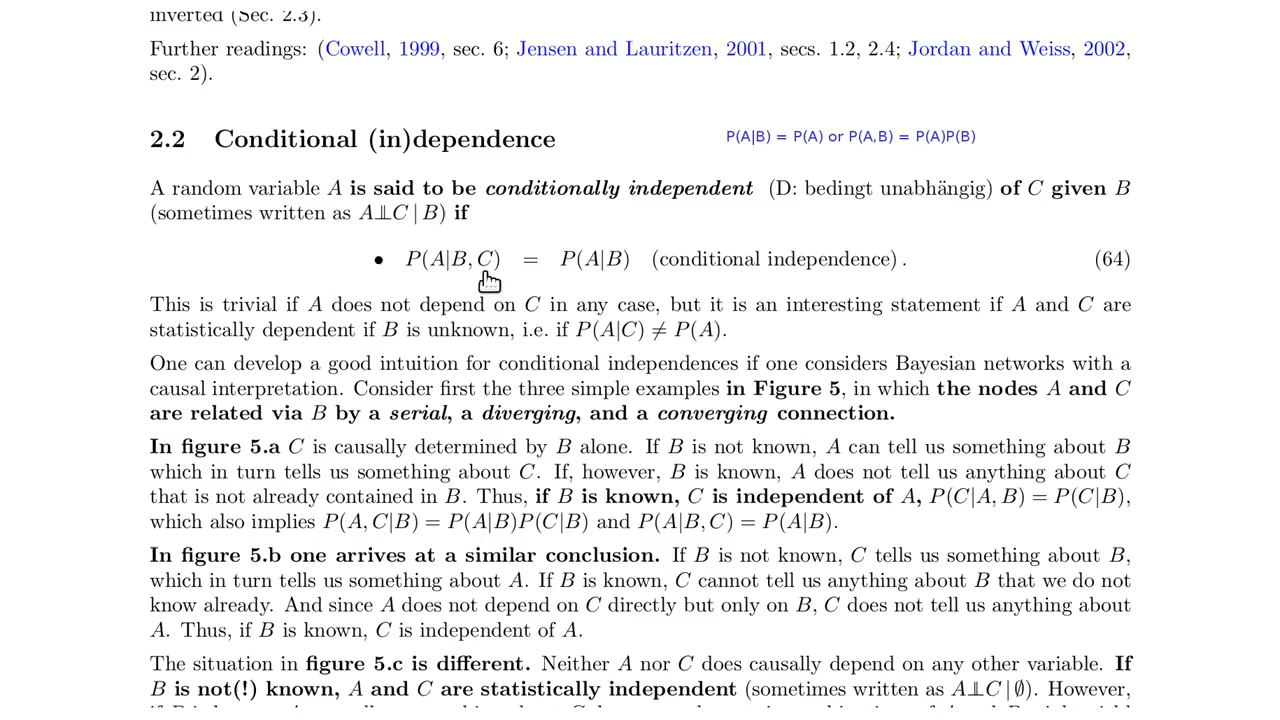 inverted (Sec. 2.3).
Further readings: (Cowell, 1999, sec. 6; Jensen and Lauritzen, 2001, secs. 1.2, 2.4; Jordan and Weiss, 2002,
sec. 2).
2.2 Conditional (in)dependence
P(A|B) = P(A) or P(A,B) = P(A)P(B)
A random variable A is said to be conditionally independent (D: bedingt unabhängig) of C given B
(sometimes written as A⫫C | B) if
• P(A|B, C) = P(A|B) (conditional independence) . (64)
This is trivial if A does not depend on C in any case, but it is an interesting statement if A and C are
statistically dependent if B is unknown, i.e. if P(A|C) ≠ P(A).
One can develop a good intuition for conditional independences if one considers Bayesian networks with a
causal interpretation. Consider first the three simple examples in Figure 5, in which the nodes A and C
are related via B by a serial, a diverging, and a converging connection.
In figure 5.a C is causally determined by B alone. If B is not known, A can tell us something about B
which in turn tells us something about C. If, however, B is known, A does not tell us anything about C
that is not already contained in B. Thus, if B is known, C is independent of A, P(C|A, B) = P(C|B),
which also implies P(A, C|B) = P(A|B)P(C|B) and P(A|B, C) = P(A|B).
In figure 5.b one arrives at a similar conclusion. If B is not known, C tells us something about B,
which in turn tells us something about A. If B is known, C cannot tell us anything about B that we do not
know already. And since A does not depend on C directly but only on B, C does not tell us anything about
A. Thus, if B is known, C is independent of A.
The situation in figure 5.c is different. Neither A nor C does causally depend on any other variable. If
B is not(!) known, A and C are statistically independent (sometimes written as A⫫C | ∅). However,